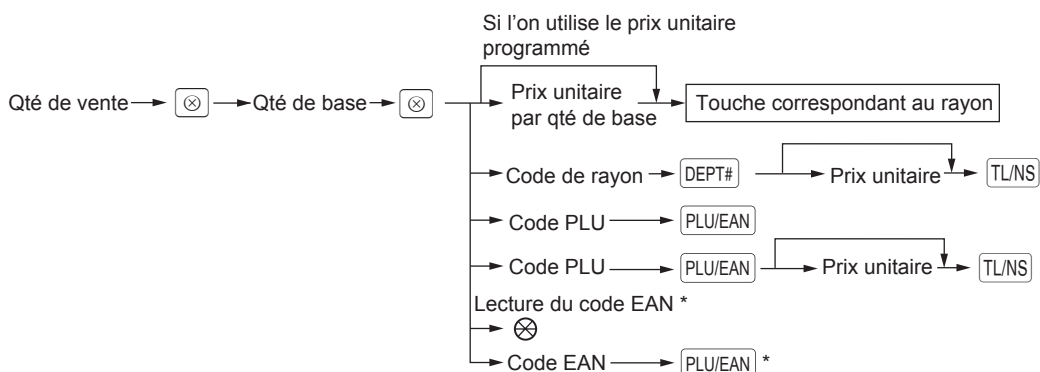 Si l'on utilise le prix unitaire
programmé
Qté de vente ⊗ Qté de base ⊗ Prix unitaire
par qté de base Touche correspondant au rayon
Code de rayon DEPT# Prix unitaire TL/NS
Code PLU PLU/EAN
Code PLU PLU/EAN Prix unitaire TL/NS
Lecture du code EAN *
Code EAN PLU/EAN *